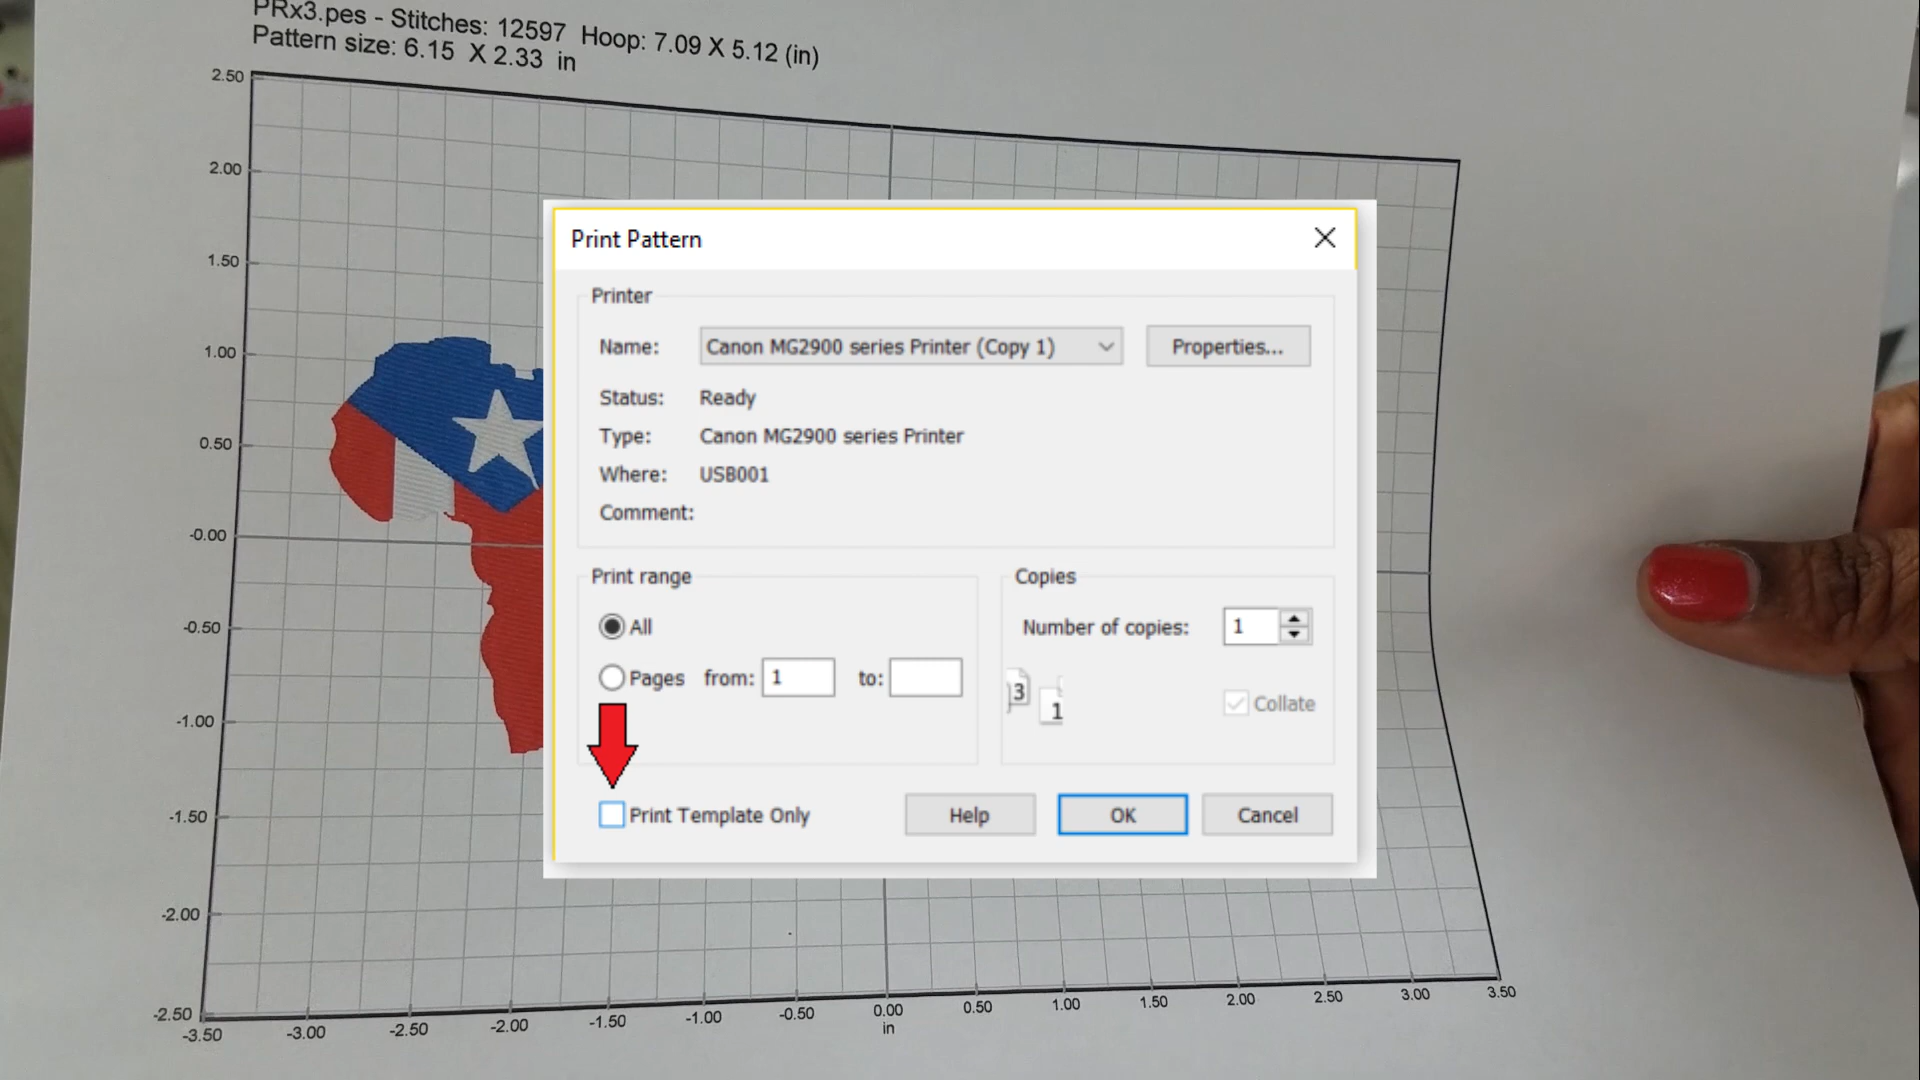 PRx3.pes - Stitches: 12597 Hoop: 7.09 X 5.12 (in)
Pattern size: 6.15 X 2.33 in
2.50
2.00
1.50
1.00
0.50
-0.00
-0.50
-1.00
-1.50
-2.00
-2.50
-3.50 -3.00 -2.50 -2.00 -1.50 -1.00 -0.50 0.00 0.50 1.00 1.50 2.00 2.50 3.00 3.50
in
Print Pattern
Printer
Name: Canon MG2900 series Printer (Copy 1) Properties...
Status: Ready
Type: Canon MG2900 series Printer
Where: USB001
Comment:
Print range
All
Pages from: 1 to:
Copies
Number of copies: 1
3
1
Collate
Print Template Only Help OK Cancel